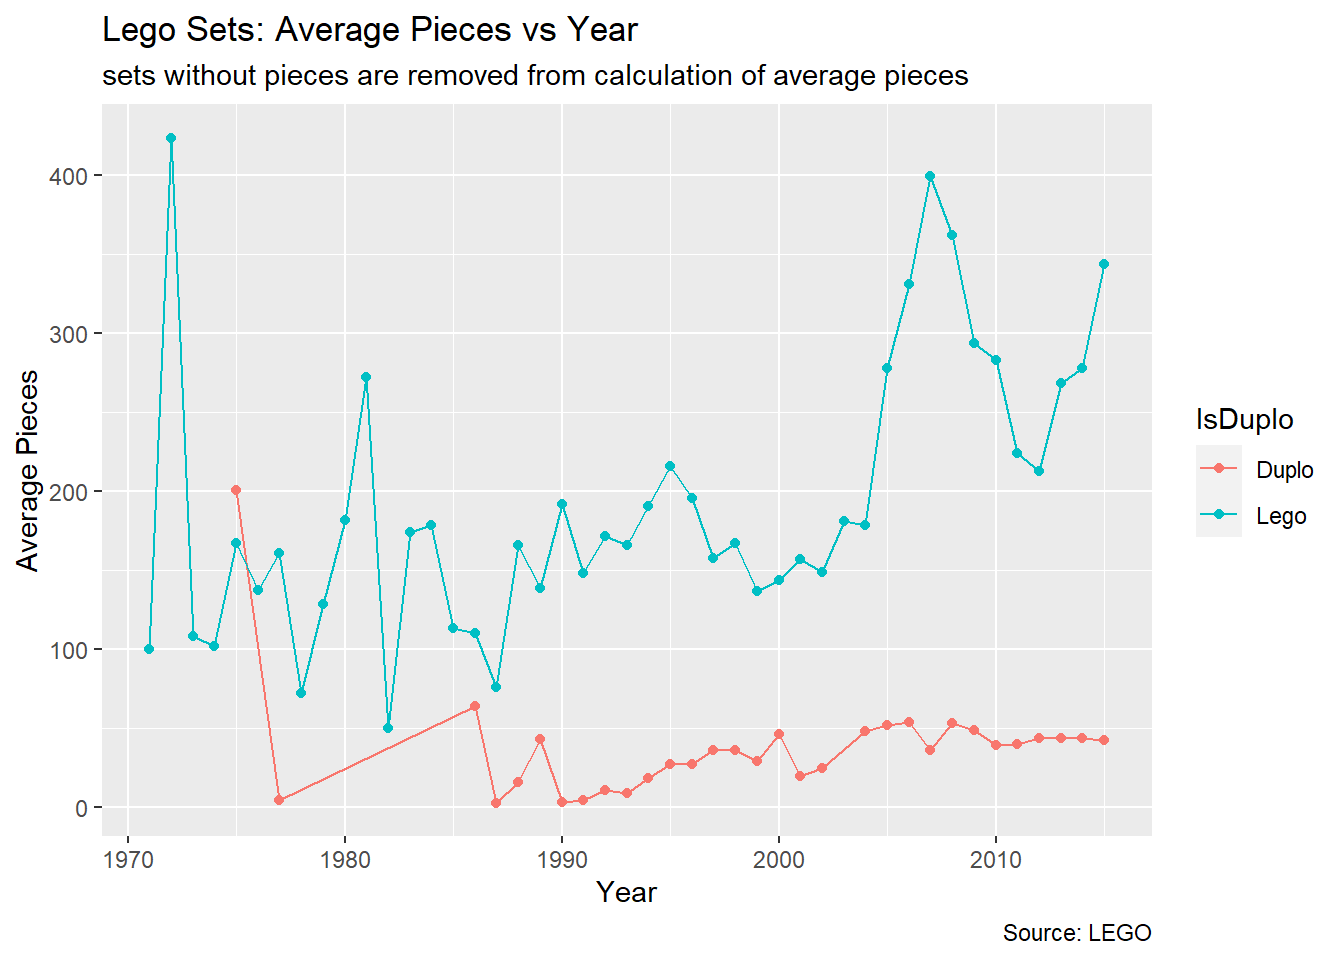 Lego Sets: Average Pieces vs Year
sets without pieces are removed from calculation of average pieces
Average Pieces
400
300
200
100
0
1970 1980 1990 2000 2010
Year
IsDuplo
Duplo
Lego
Source: LEGO